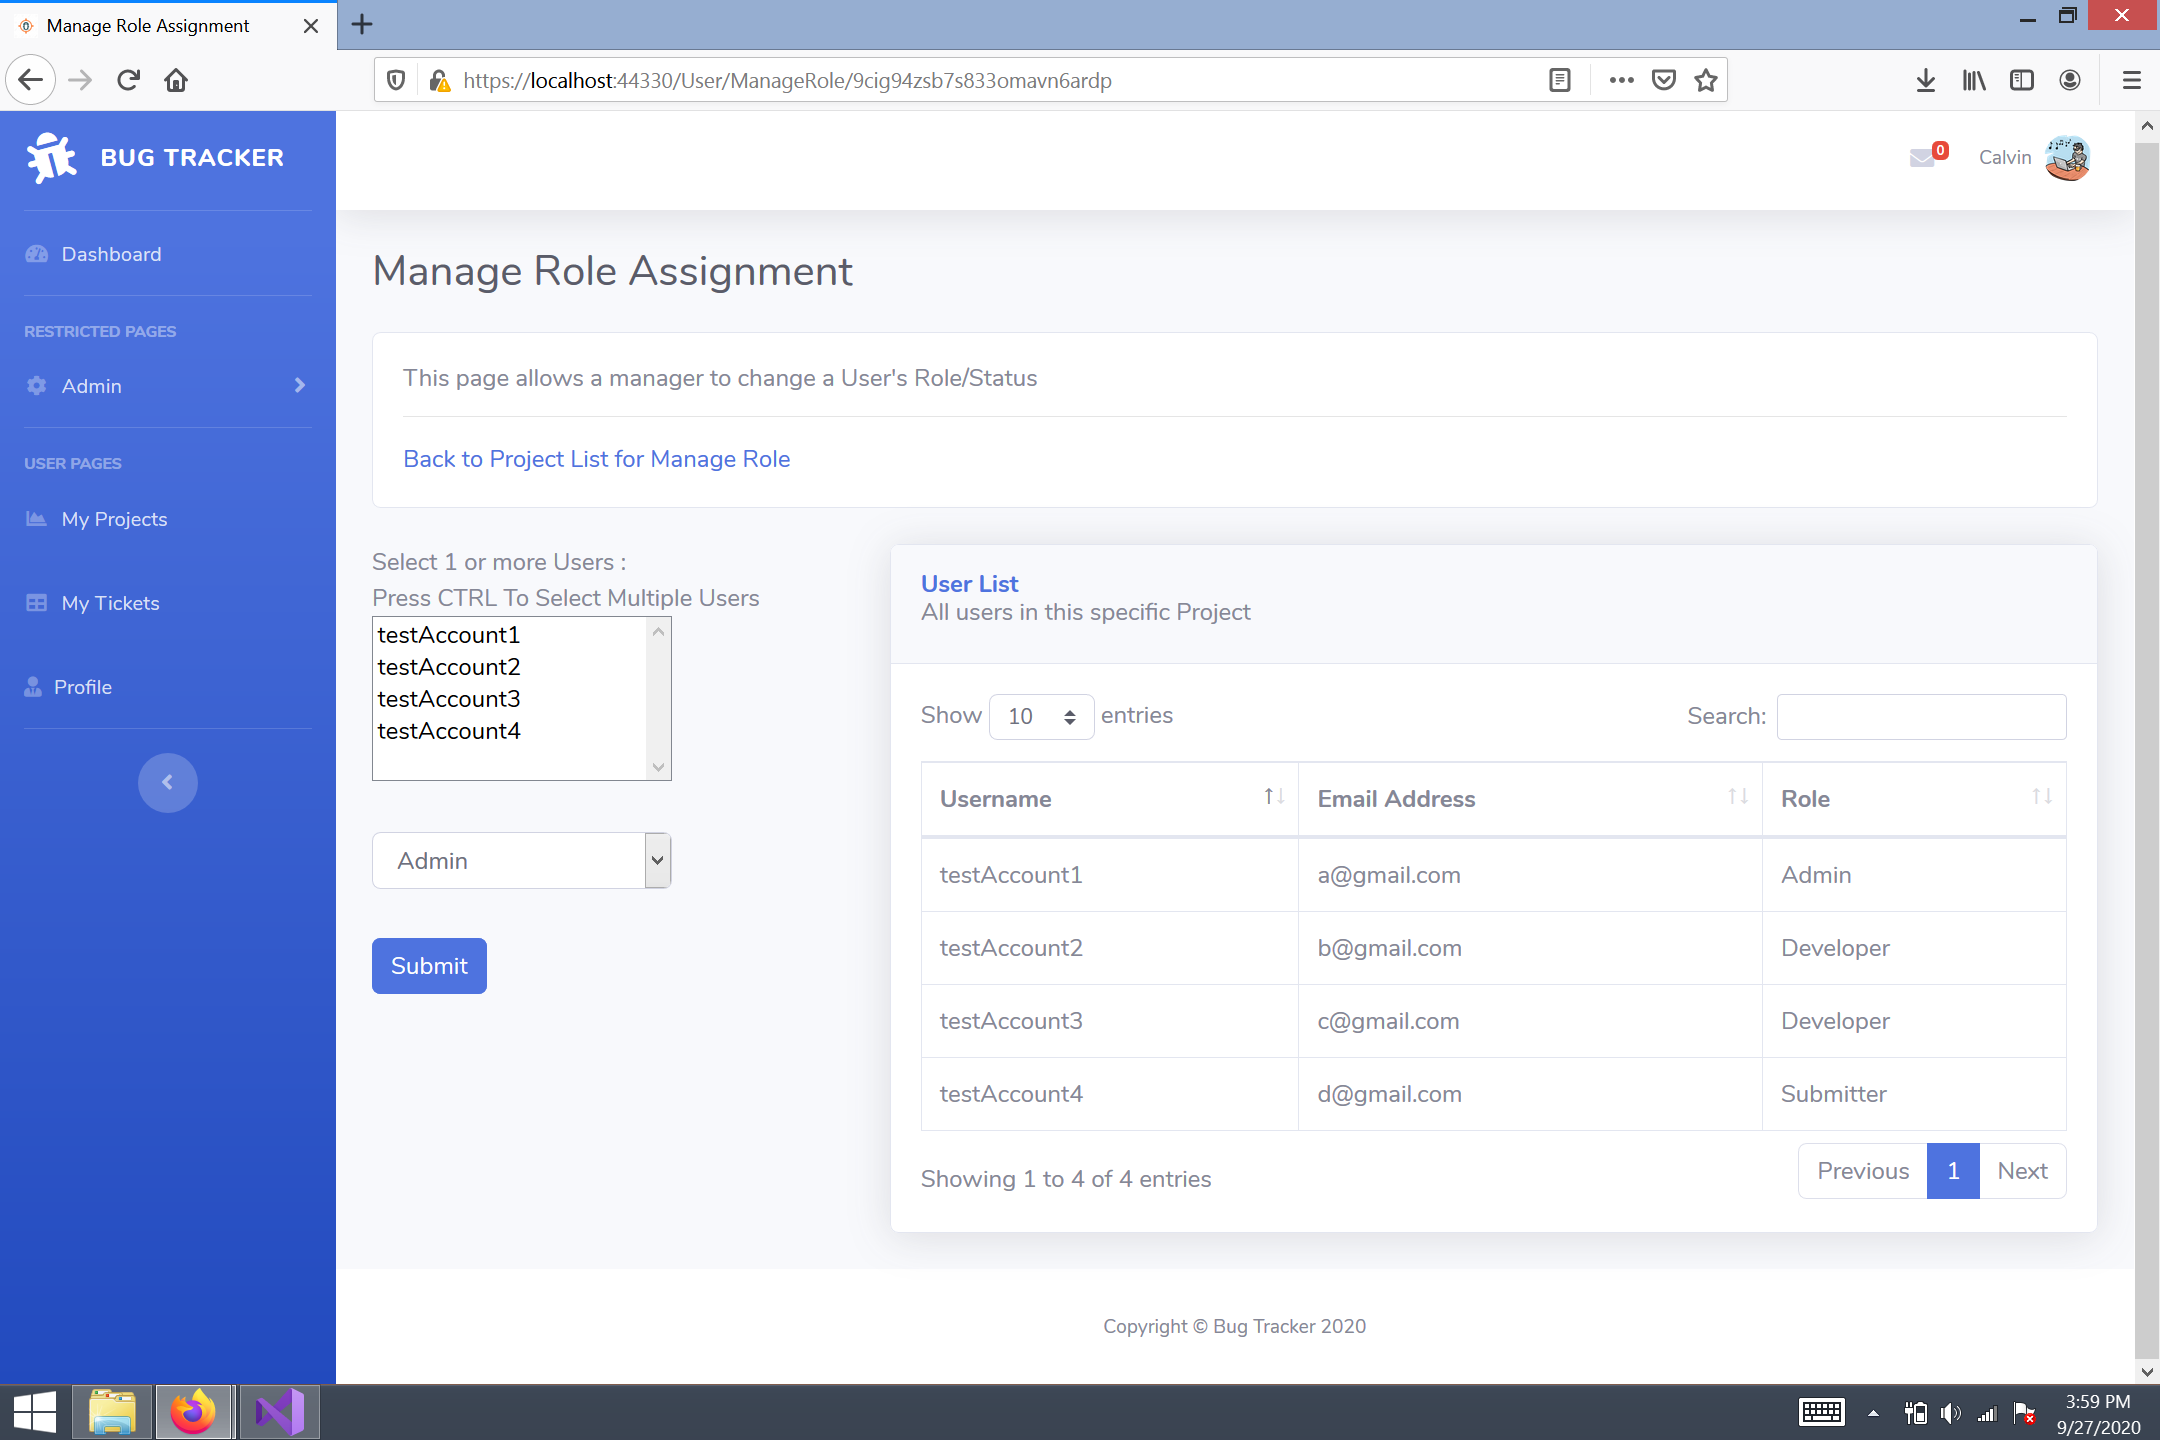 Manage Role Assignment
https://localhost:44330/User/ManageRole/9cig94zsb7s833omavn6ardp
BUG TRACKER
0
Calvin
Dashboard
RESTRICTED PAGES
Admin
USER PAGES
My Projects
My Tickets
Profile
Manage Role Assignment
This page allows a manager to change a User's Role/Status
Back to Project List for Manage Role
Select 1 or more Users :
Press CTRL To Select Multiple Users
testAccount1
testAccount2
testAccount3
testAccount4
Admin
Submit
User List
All users in this specific Project
Show 10 entries
Search:
Username Email Address Role
testAccount1 a@gmail.com Admin
testAccount2 b@gmail.com Developer
testAccount3 c@gmail.com Developer
testAccount4 d@gmail.com Submitter
Showing 1 to 4 of 4 entries
Previous 1 Next
Copyright © Bug Tracker 2020
3:59 PM
9/27/2020